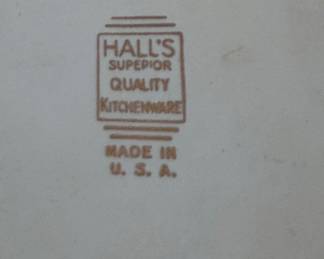 HALL'S
SUPERIOR
QUALITY
KITCHENWARE
MADE IN
U. S. A.